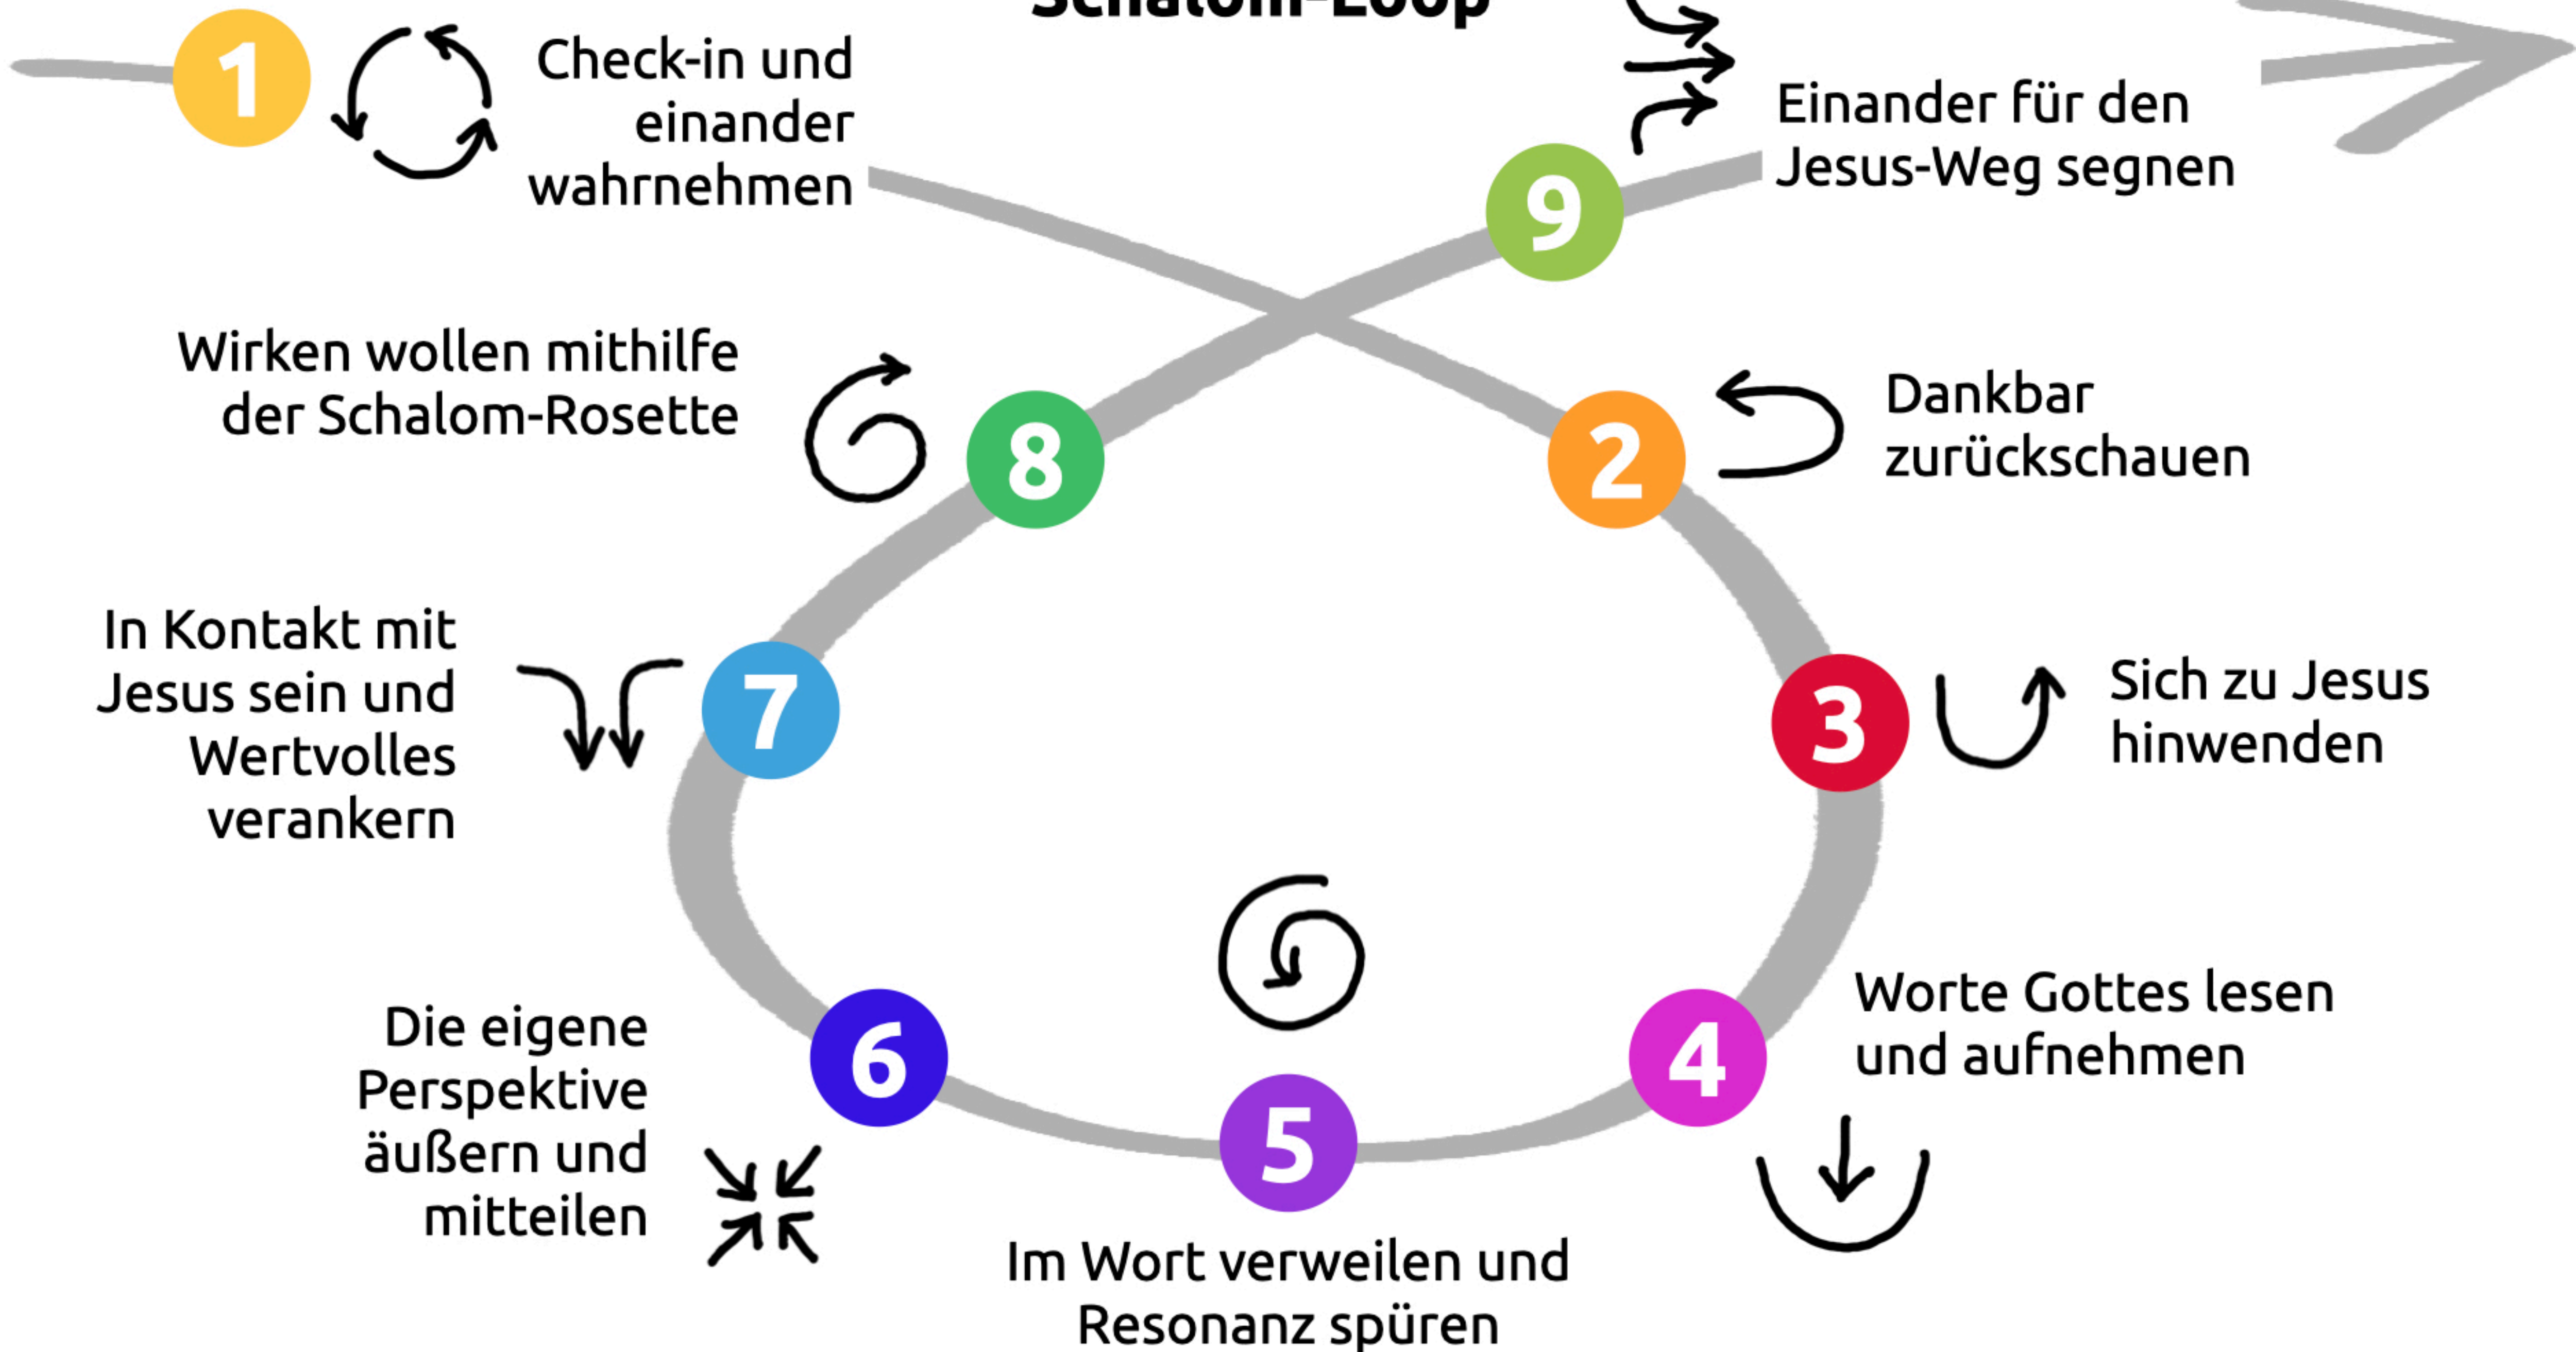 Schalom-Loop
1
Check-in und
einander
wahrnehmen
9
Einander für den
Jesus-Weg segnen
Wirken wollen mithilfe
der Schalom-Rosette
8
2
Dankbar
zurückschauen
In Kontakt mit
Jesus sein und
Wertvolles
verankern
7
3
Sich zu Jesus
hinwenden
Die eigene
Perspektive
äußern und
mitteilen
6
5
Im Wort verweilen und
Resonanz spüren
4
Worte Gottes lesen
und aufnehmen